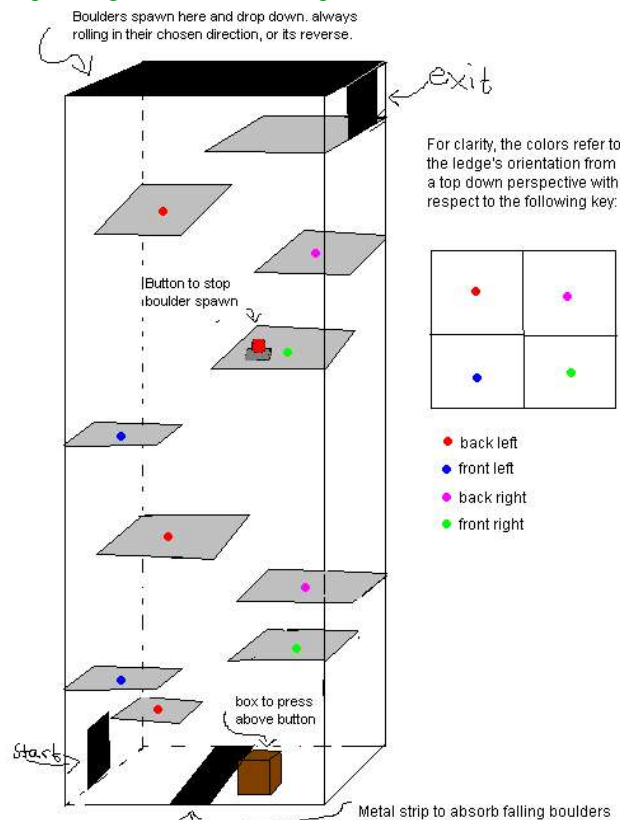 Boulders spawn here and drop down. always
rolling in their chosen direction, or its reverse.
exit
For clarity, the colors refer to
the ledge's orientation from
a top down perspective with
respect to the following key:
Button to stop
boulder spawn
back left
front left
back right
front right
box to press
above button
Start
Metal strip to absorb falling boulders